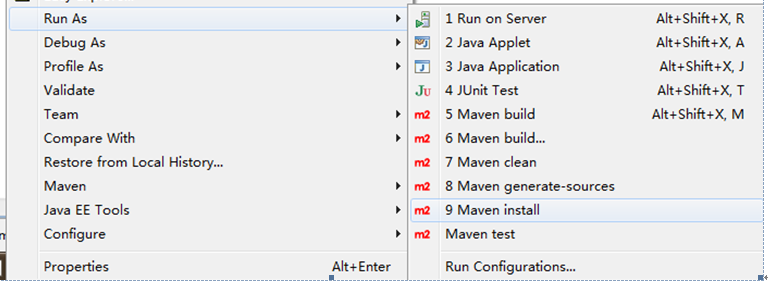 Run As
Debug As
Profile As
Validate
Team
Compare With
Restore from Local History...
Maven
Java EE Tools
Configure
Properties Alt+Enter
1 Run on Server Alt+Shift+X, R
2 Java Applet Alt+Shift+X, A
3 Java Application Alt+Shift+X, J
JU 4 JUnit Test Alt+Shift+X, T
m2 5 Maven build Alt+Shift+X, M
m2 6 Maven build...
m2 7 Maven clean
m2 8 Maven generate-sources
m2 9 Maven install
m2 Maven test
Run Configurations...